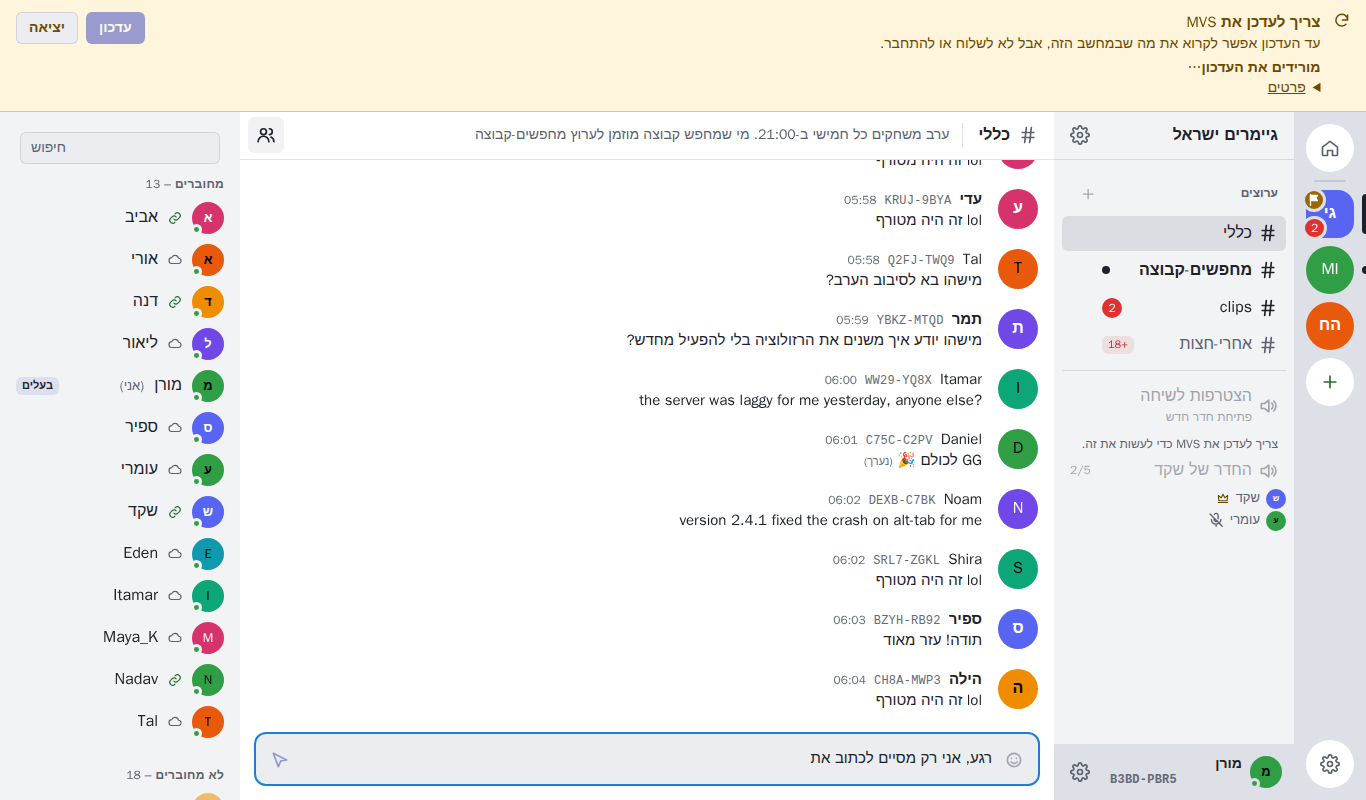 צריך לעדכן את MVS
עד העדכון אפשר לקרוא את מה שבמחשב הזה, אבל לא לשלוח או להתחבר.
מורידים את העדכון…
פרטים
עדכון
יציאה
גי
2
MI
הח
גיימרים ישראל
ערוצים
כללי
מחפשים-קבוצה
clips
2
אחרי-חצות
18+
הצטרפות לשיחה
פתיחת חדר חדש
צריך לעדכן את MVS כדי לעשות את זה.
החדר של שקד
2/5
ש שקד
ע עומרי
מ מורן
B3BD-PBR5
כללי
ערב משחקים כל חמישי ב-21:00. מי שמחפש קבוצה מוזמן לערוץ מחפשים-קבוצה
lol זה היה מטורף
ע עדי KRUJ-9BYA 05:58
lol זה היה מטורף
T Tal Q2FJ-TWQ9 05:58
מישהו בא לסיבוב הערב?
ת תמר YBKZ-MTQD 05:59
מישהו יודע איך משנים את הרזולוציה בלי להפעיל מחדש?
I Itamar WW29-YQ8X 06:00
the server was laggy for me yesterday, anyone else?
D Daniel C75C-C2PV 06:01
GG לכולם 🎉 (נערך)
N Noam DEXB-C7BK 06:02
version 2.4.1 fixed the crash on alt-tab for me
S Shira SRL7-ZGKL 06:02
lol זה היה מטורף
ס ספיר BZYH-RB92 06:03
תודה! עזר מאוד
ה הילה CH8A-MWP3 06:04
lol זה היה מטורף
רגע, אני רק מסיים לכתוב את
חיפוש
מחוברים – 13
א אביב
א אורי
ד דנה
ל ליאור
מ מורן (אני) בעלים
ס ספיר
ע עומרי
ש שקד
E Eden
I Itamar
M Maya_K
N Nadav
T Tal
לא מחוברים – 18